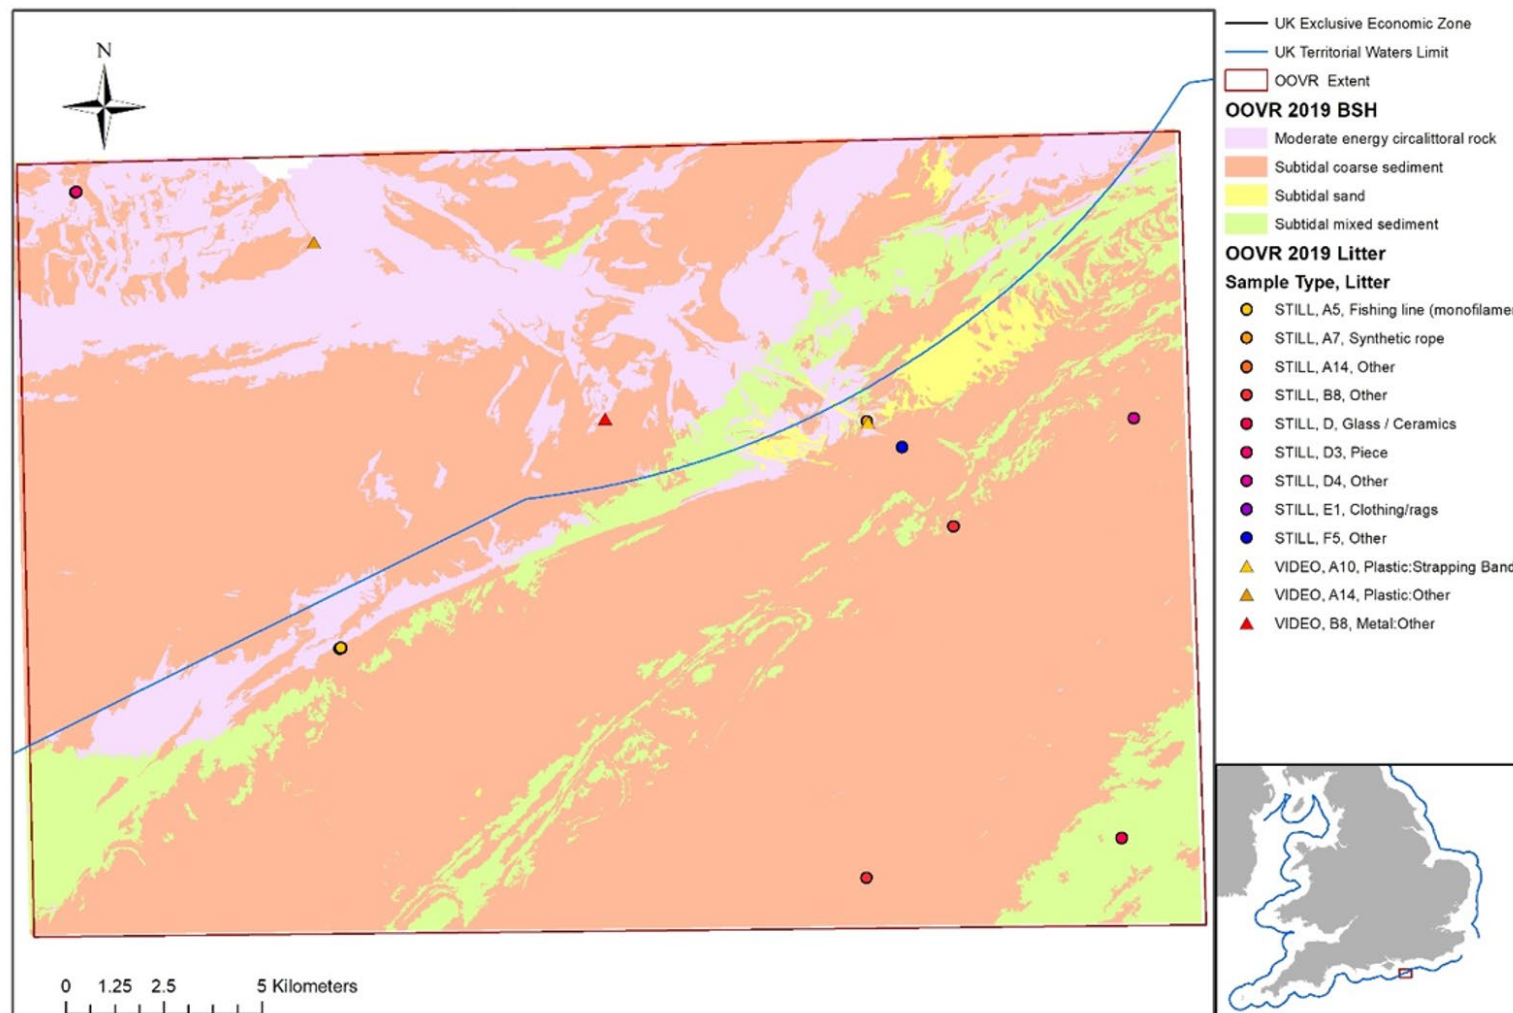 N
UK Exclusive Economic Zone
UK Territorial Waters Limit
OOVR Extent
OOVR 2019 BSH
Moderate energy circalittoral rock
Subtidal coarse sediment
Subtidal sand
Subtidal mixed sediment
OOVR 2019 Litter
Sample Type, Litter
STILL, A5, Fishing line (monofilame
STILL, A7, Synthetic rope
STILL, A14, Other
STILL, B8, Other
STILL, D, Glass / Ceramics
STILL, D3, Piece
STILL, D4, Other
STILL, E1, Clothing/rags
STILL, F5, Other
VIDEO, A10, Plastic:Strapping Band
VIDEO, A14, Plastic:Other
VIDEO, B8, Metal:Other
0 1.25 2.5 5 Kilometers